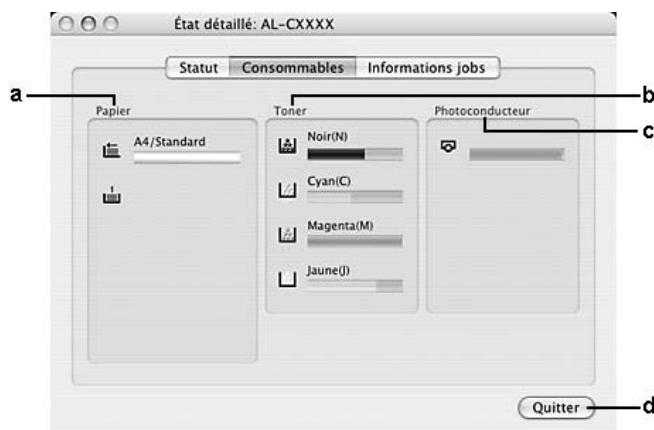 État détaillé: AL-CXXXX
Statut Consommables Informations jobs
a
b
c
Papier
Toner
Photoconducteur
A4/Standard
Noir(N)
Cyan(C)
Magenta(M)
Jaune(J)
Quitter
d